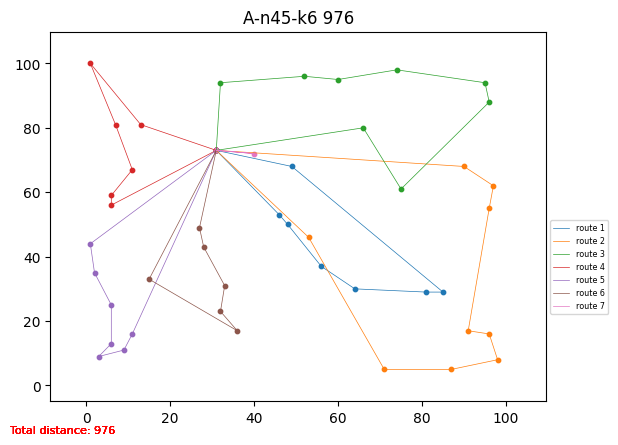 A-n45-k6 976
100
80
60
40
20
0
0 20 40 60 80 100
route 1
route 2
route 3
route 4
route 5
route 6
route 7
Total distance: 976